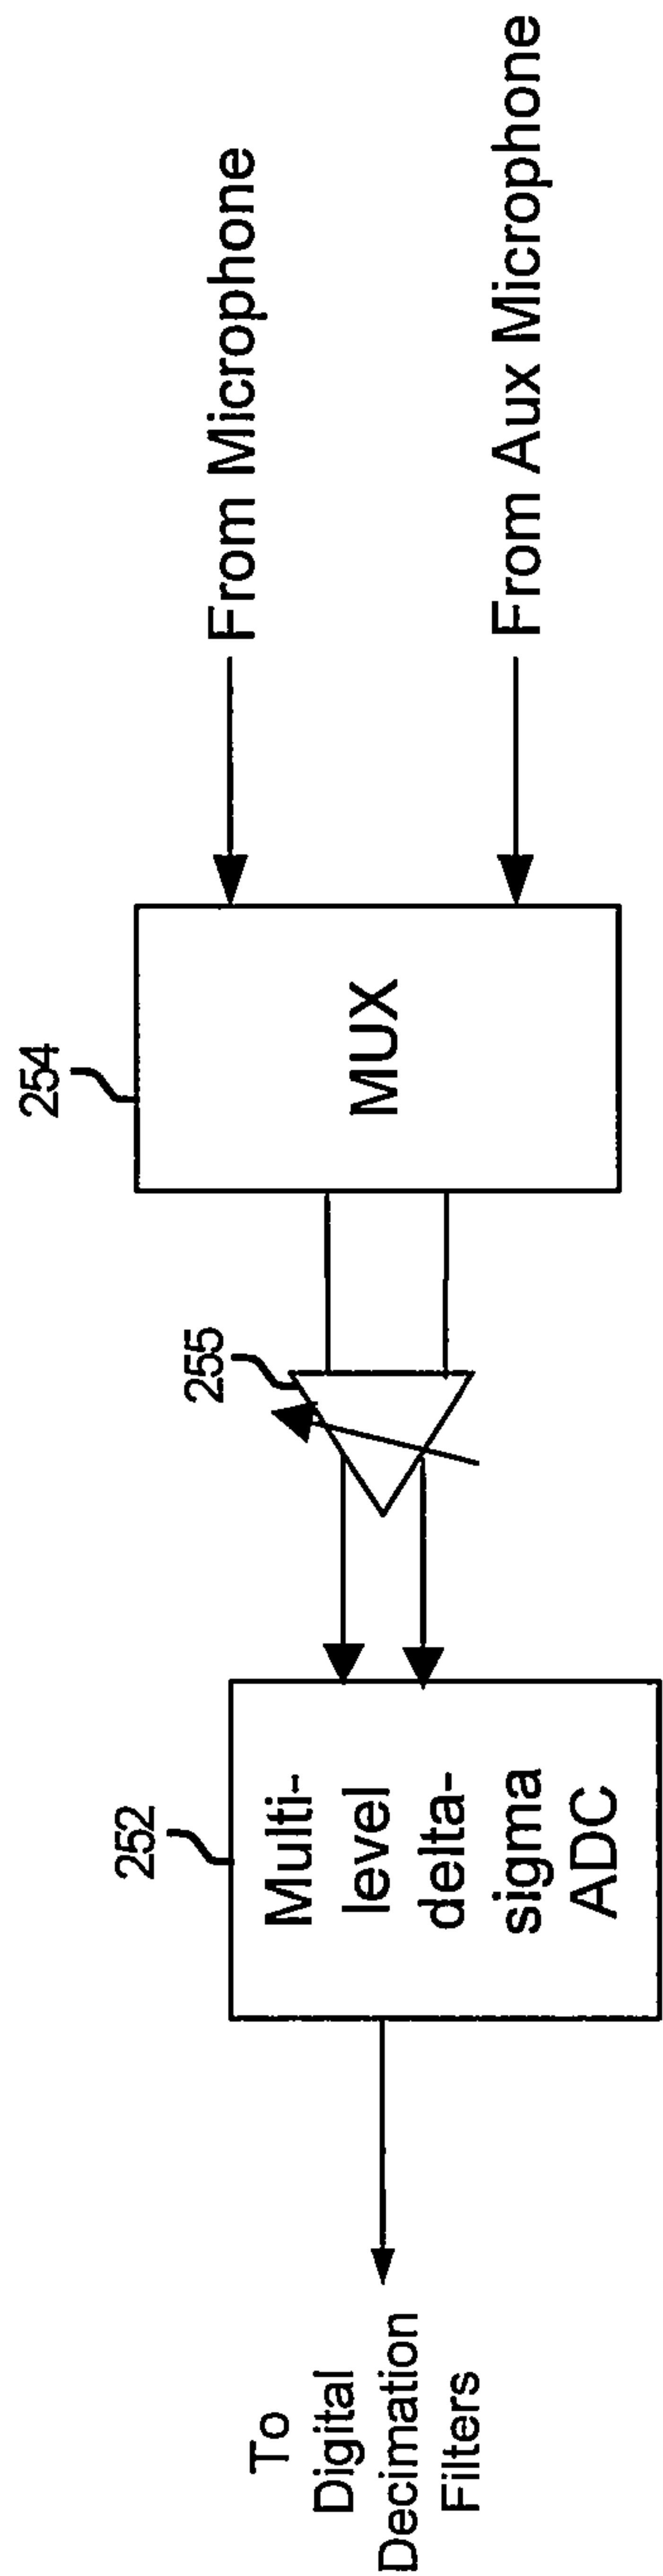 To
Digital
Decimation
Filters
252
Multi-
level
delta-
sigma
ADC
255
254
MUX
From Microphone
From Aux Microphone